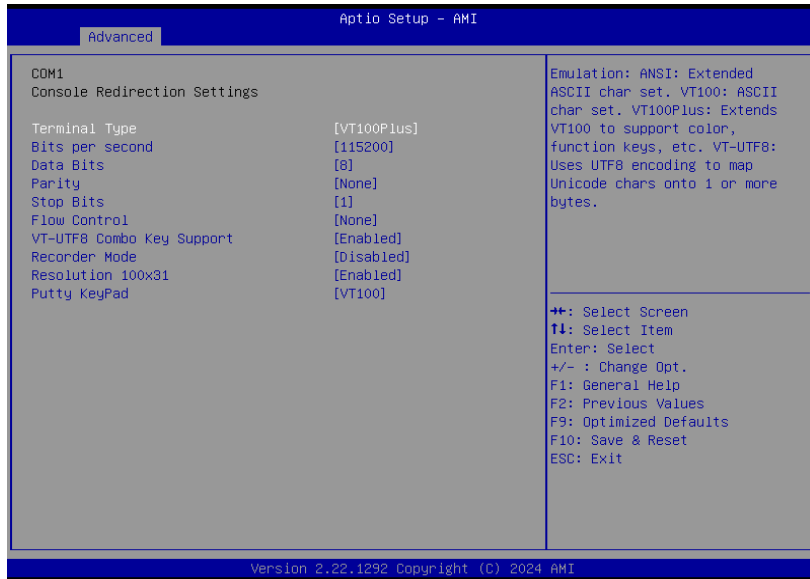 Aptio Setup – AMI
Advanced
COM1
Console Redirection Settings
Terminal Type [VT100Plus]
Bits per second [115200]
Data Bits [8]
Parity [None]
Stop Bits [1]
Flow Control [None]
VT-UTF8 Combo Key Support [Enabled]
Recorder Mode [Disabled]
Resolution 100x31 [Enabled]
Putty KeyPad [VT100]
Emulation: ANSI: Extended
ASCII char set. VT100: ASCII
char set. VT100Plus: Extends
VT100 to support color,
function keys, etc. VT-UTF8:
Uses UTF8 encoding to map
Unicode chars onto 1 or more
bytes.
→←: Select Screen
↑↓: Select Item
Enter: Select
+/- : Change Opt.
F1: General Help
F2: Previous Values
F9: Optimized Defaults
F10: Save & Reset
ESC: Exit
Version 2.22.1292 Copyright (C) 2024 AMI